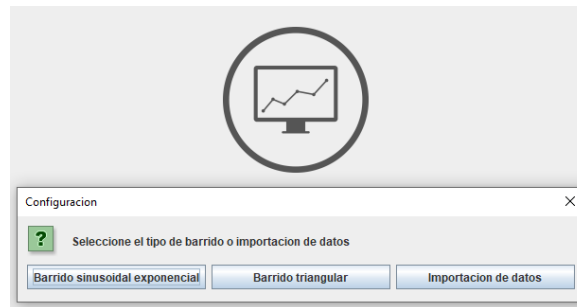 Configuracion
?
Seleccione el tipo de barrido o importacion de datos
Barrido sinusoidal exponencial Barrido triangular Importacion de datos